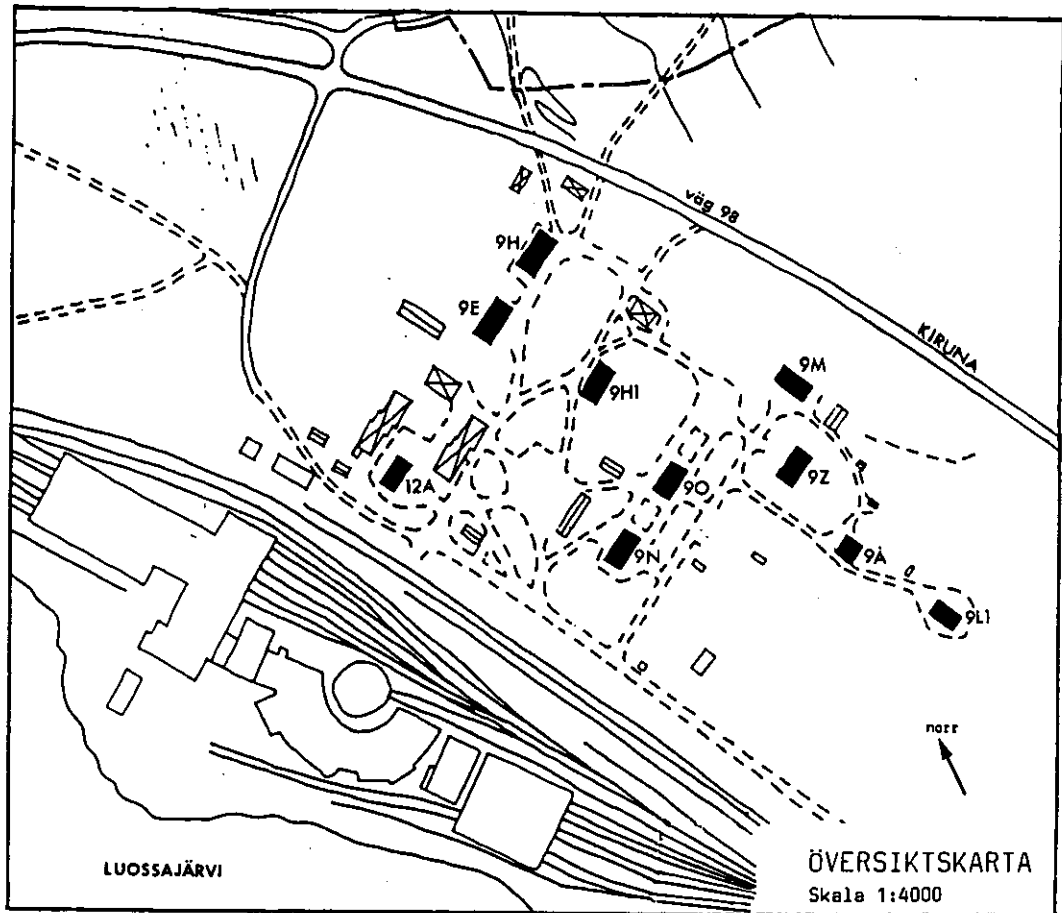 väg 98
9H
9E
KIRUNA
9M
9H1
9Z
12A
9O
9N
9Å
9L1
norr
LUOSSAJÄRVI
ÖVERSIKTSKARTA
Skala 1:4000